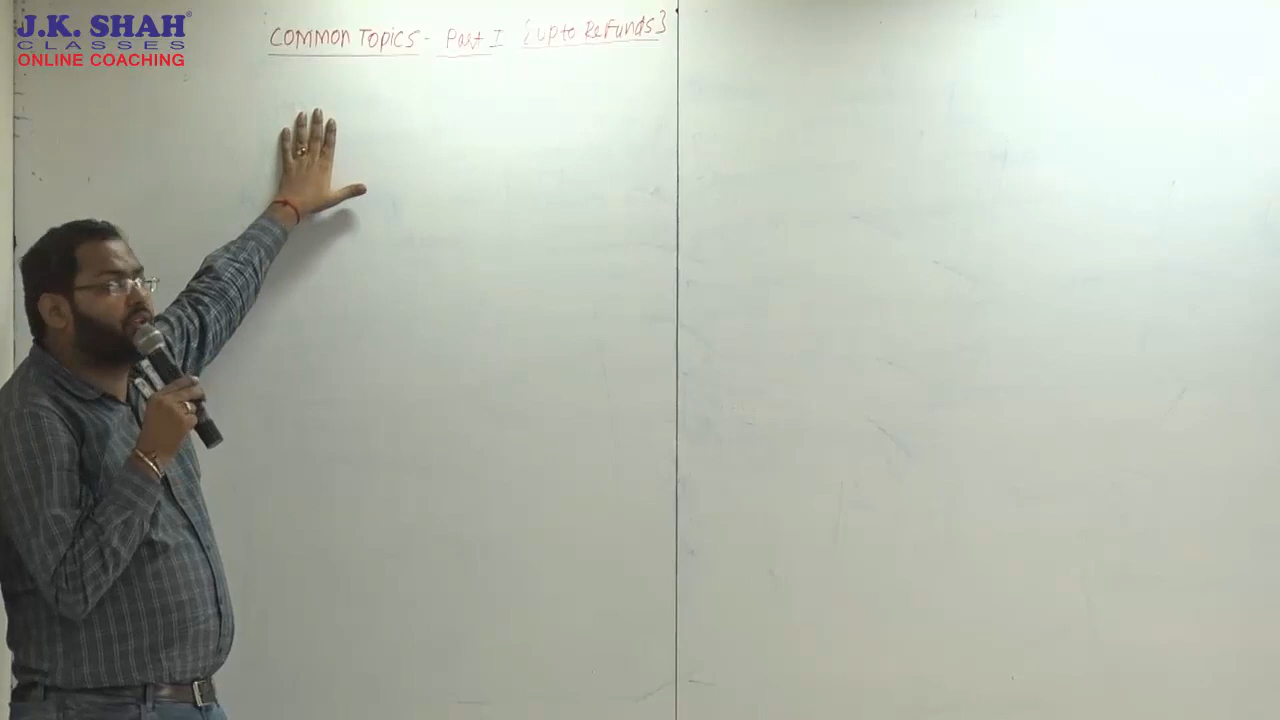 J.K. SHAH®
CLASSES
ONLINE COACHING
COMMON TOPICS - Part I {upto Refunds}